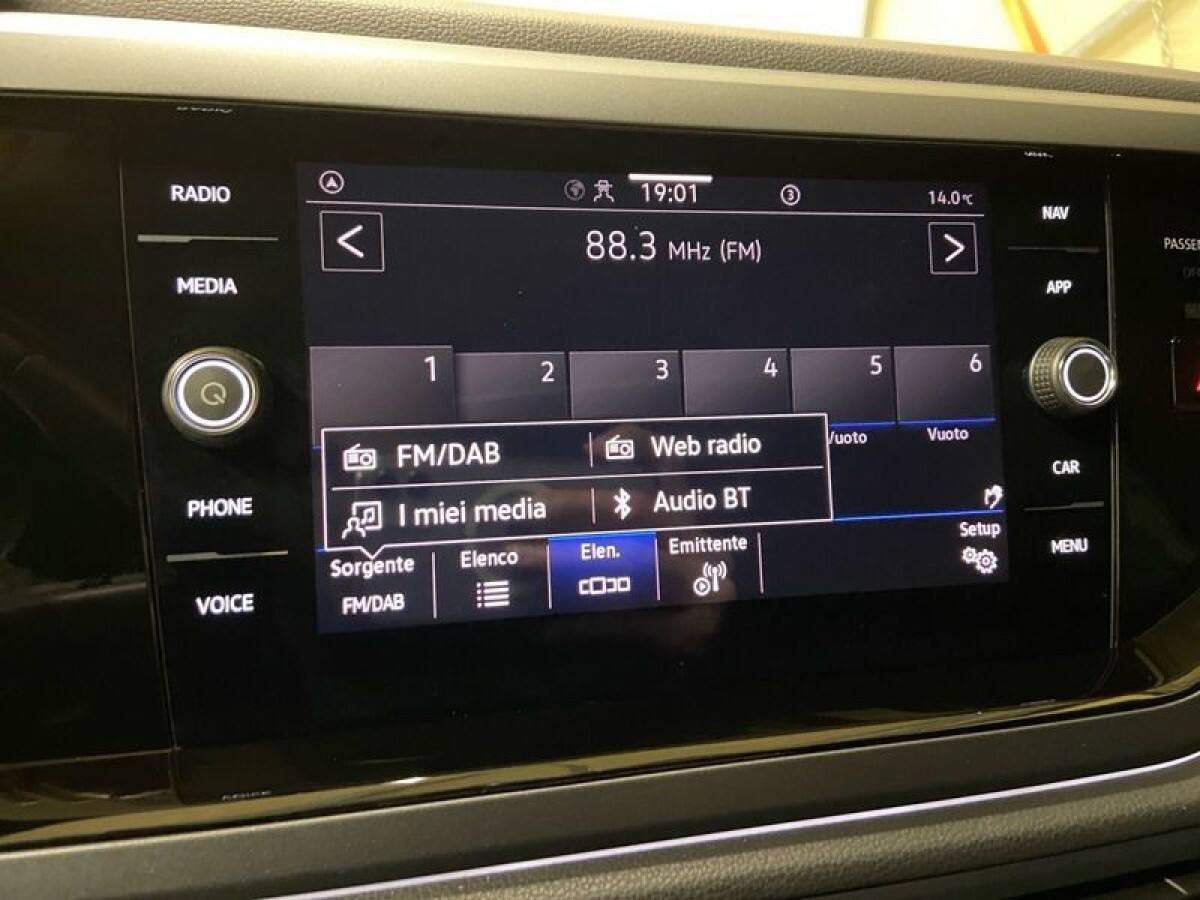 RADIO
MEDIA
PHONE
VOICE
19:01
3
14.0°C
<
88.3 MHz (FM)
>
1
2
3
4
5
6
Vuoto
FM/DAB
Web radio
I miei media
Audio BT
Sorgente
FM/DAB
Elenco
Elen.
Emittente
Setup
NAV
APP
CAR
MENU